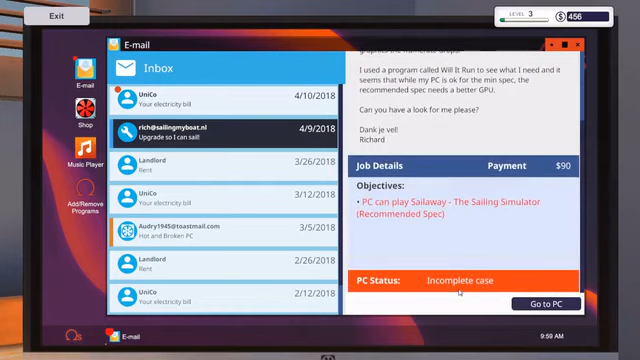 Exit
LEVEL 3
$ 456
E-mail
Inbox
UniCo
Your electricity bill
4/10/2018
rich@sailingmyboat.nl
Upgrade so I can sail!
4/9/2018
Landlord
Rent
3/26/2018
UniCo
Your electricity bill
3/12/2018
Audry1945@toastmail.com
Hot and Broken PC
3/5/2018
Landlord
Rent
2/26/2018
UniCo
Your electricity bill
2/12/2018
I used a program called Will It Run to see what I need and it
seems that while my PC is ok for the min spec, the
recommended spec needs a better GPU.
Can you have a look for me please?
Dank je vel!
Richard
Job Details
Payment
$90
Objectives:
• PC can play Sailaway - The Sailing Simulator
(Recommended Spec)
PC Status:
Incomplete case
Go to PC
E-mail
Shop
Music Player
Add/Remove
Programs
E-mail
9:59 AM